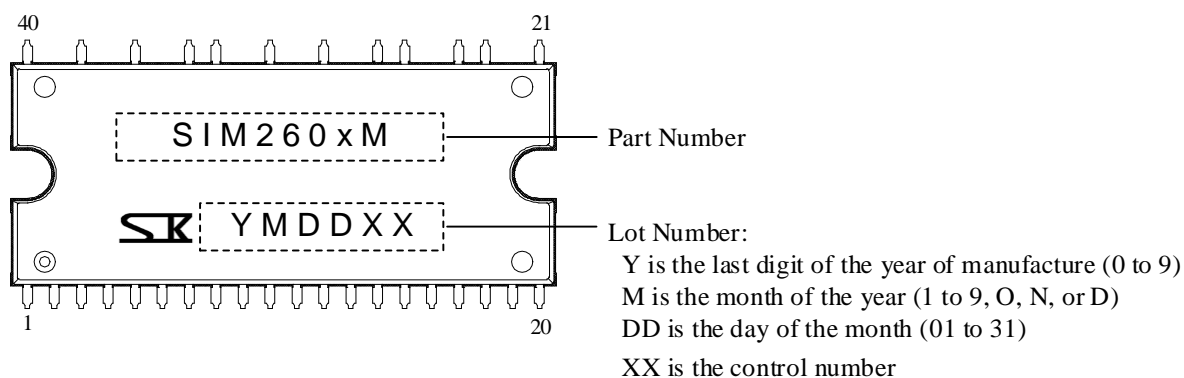 40 21
SIM260xM
Part Number
SK YMDDXX
Lot Number:
Y is the last digit of the year of manufacture (0 to 9)
M is the month of the year (1 to 9, O, N, or D)
DD is the day of the month (01 to 31)
1 20
XX is the control number